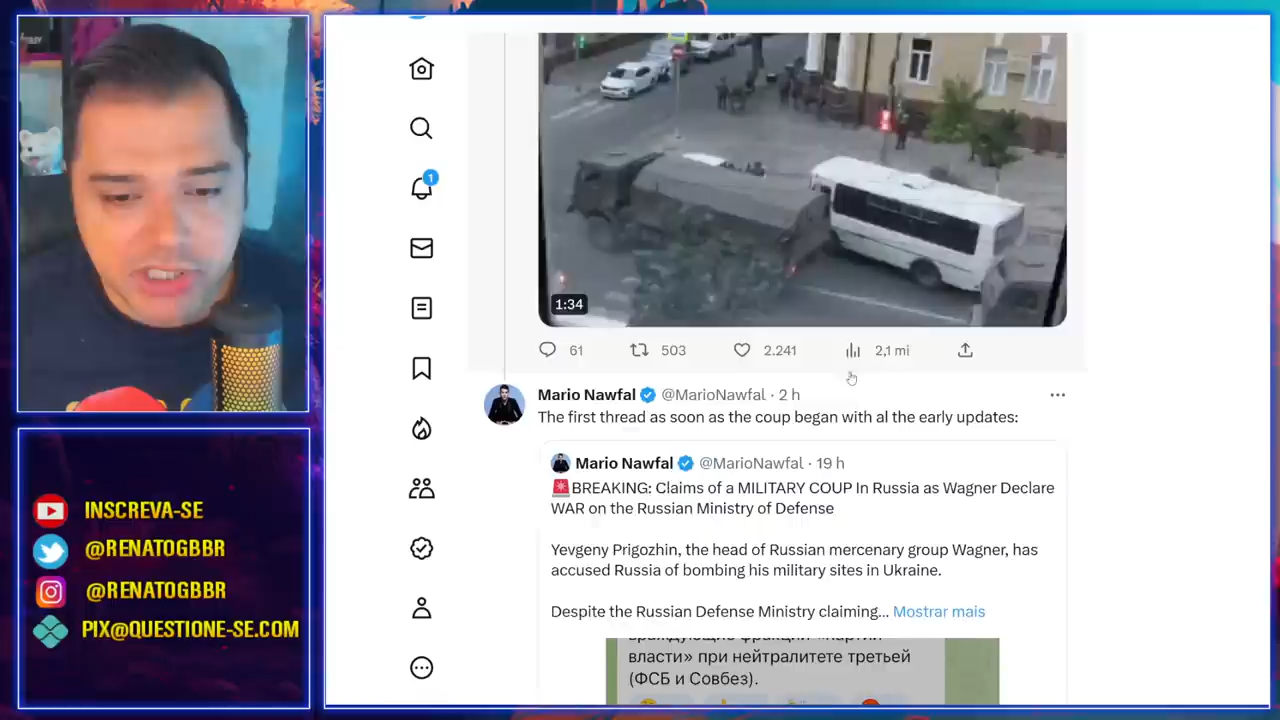 1
1:34
61
503
2.241
2,1 mi
Mario Nawfal @MarioNawfal · 2 h
The first thread as soon as the coup began with al the early updates:
Mario Nawfal @MarioNawfal · 19 h
🚨BREAKING: Claims of a MILITARY COUP In Russia as Wagner Declare
WAR on the Russian Ministry of Defense
Yevgeny Prigozhin, the head of Russian mercenary group Wagner, has
accused Russia of bombing his military sites in Ukraine.
Despite the Russian Defense Ministry claiming... Mostrar mais
власти» при нейтралитете третьей
(ФСБ и Совбез).
INSCREVA-SE
@RENATOGBBR
@RENATOGBBR
PIX@QUESTIONE-SE.COM